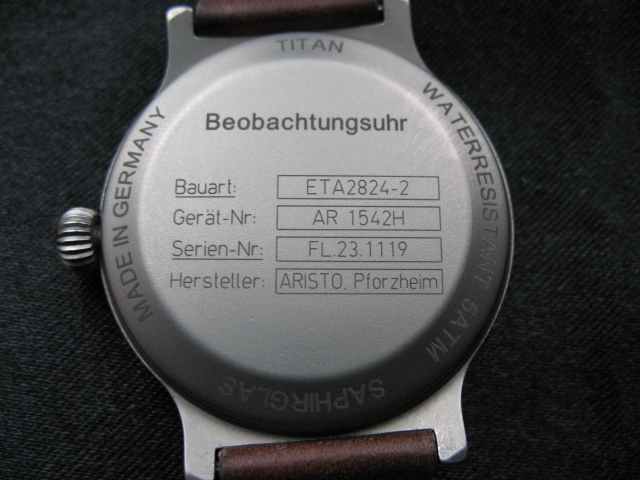 TITAN
WATERRESISTANT 5ATM
SAPHIRGLAS
MADE IN GERMANY
Beobachtungsuhr
Bauart: ETA2824-2
Gerät-Nr: AR 1542H
Serien-Nr: FL.23.1119
Hersteller: ARISTO, Pforzheim